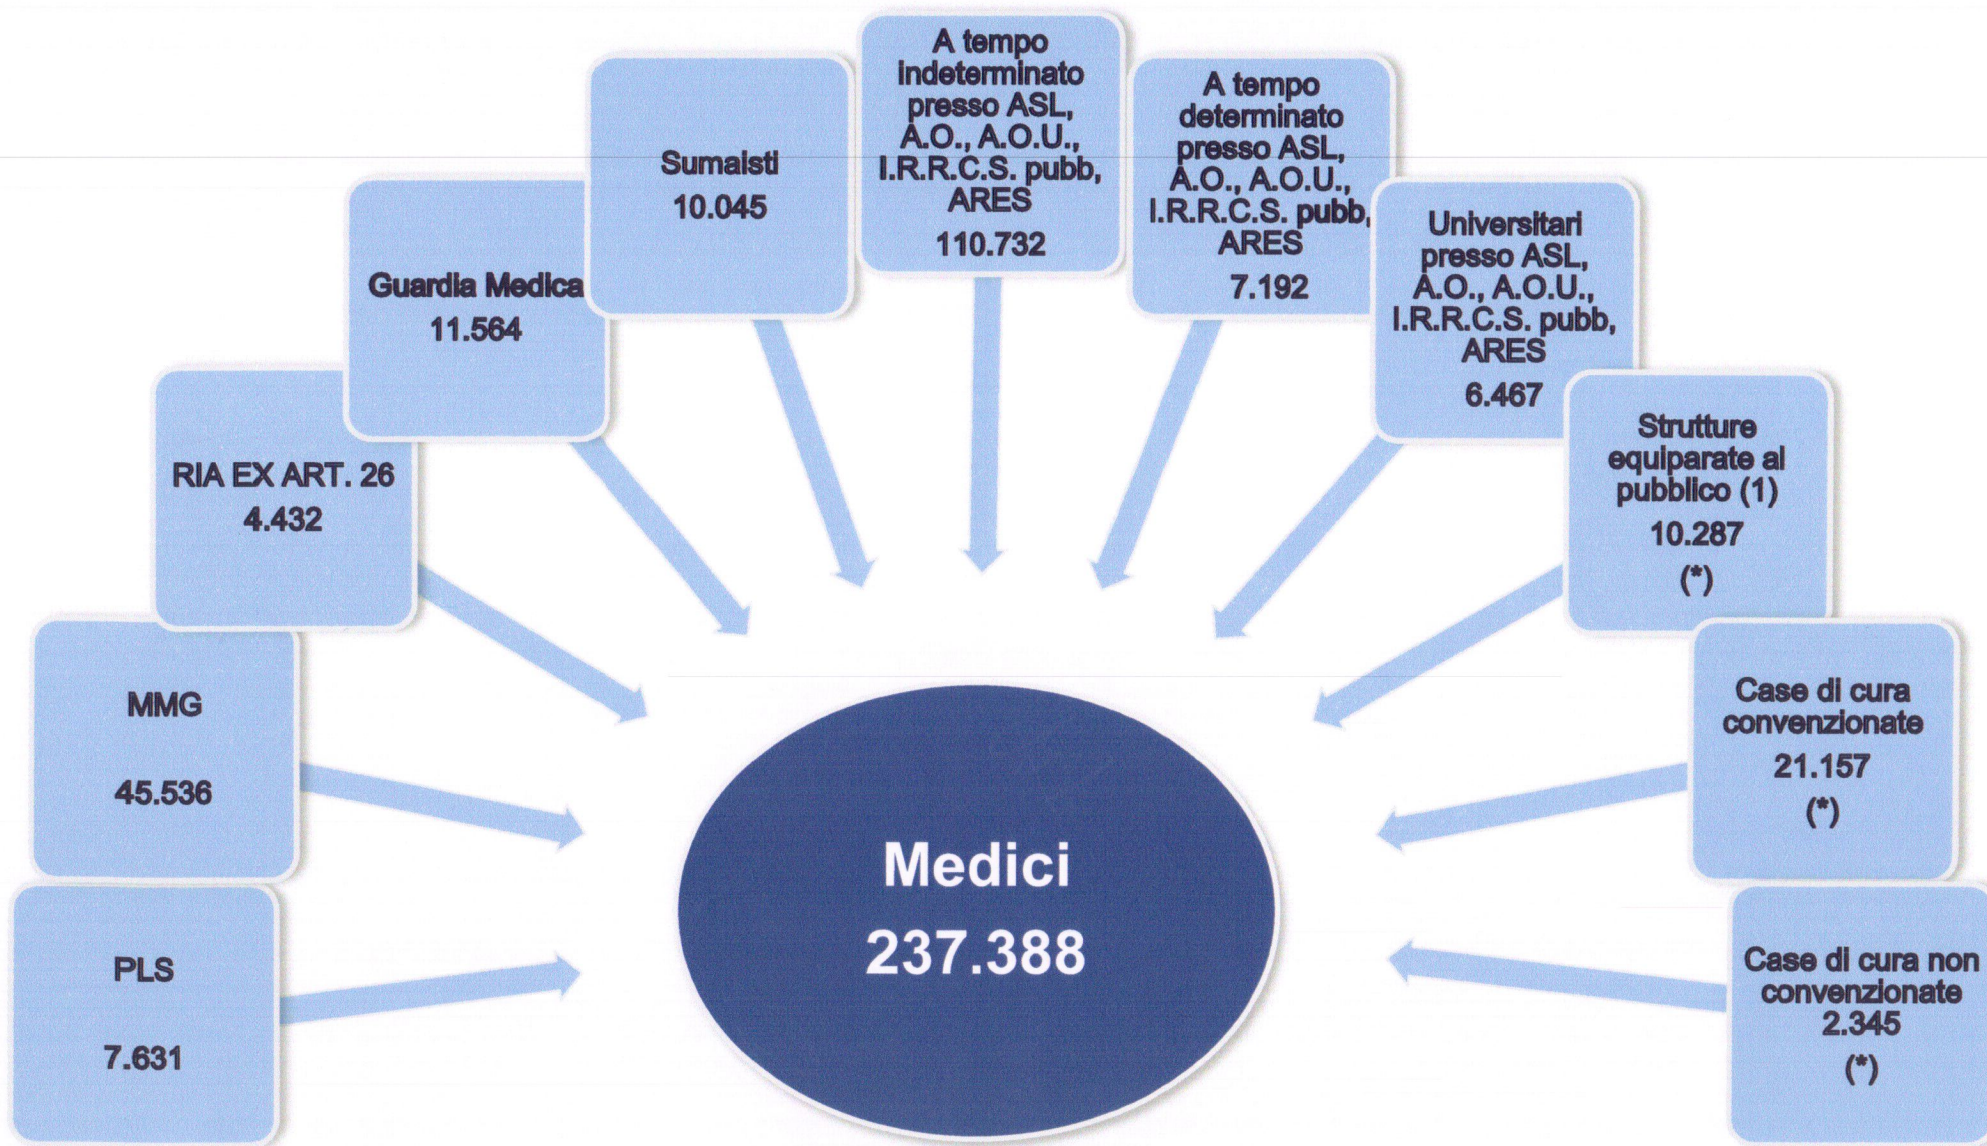 A tempo
indeterminato
presso ASL,
A.O., A.O.U.,
I.R.R.C.S. pubb,
ARES
110.732
A tempo
determinato
presso ASL,
A.O., A.O.U.,
I.R.R.C.S. pubb,
ARES
7.192
Sumaisti
10.045
Universitari
presso ASL,
A.O., A.O.U.,
I.R.R.C.S. pubb,
ARES
6.467
Guardia Medica
11.564
Strutture
equiparate al
pubblico (1)
10.287
(*)
RIA EX ART. 26
4.432
Case di cura
convenzionate
21.157
(*)
MMG
45.536
Medici
237.388
Case di cura non
convenzionate
2.345
(*)
PLS
7.631